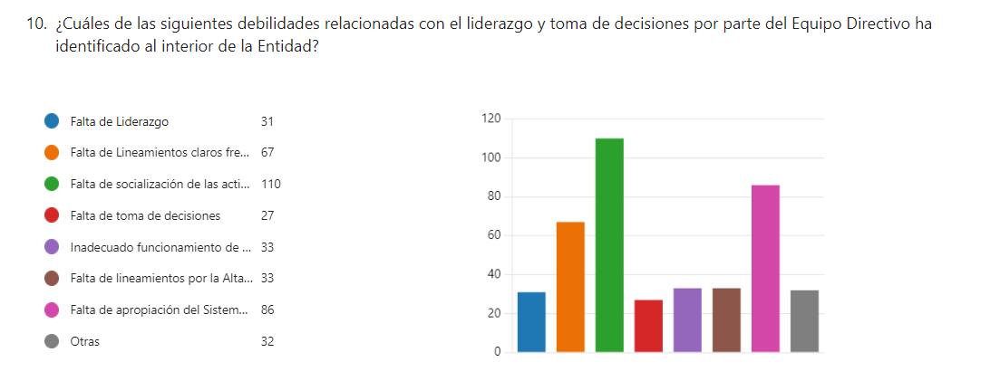 10. ¿Cuáles de las siguientes debilidades relacionadas con el liderazgo y toma de decisiones por parte del Equipo Directivo ha
identificado al interior de la Entidad?
Falta de Liderazgo 31
Falta de Lineamientos claros fre... 67
Falta de socialización de las acti... 110
Falta de toma de decisiones 27
Inadecuado funcionamiento de ... 33
Falta de lineamientos por la Alta... 33
Falta de apropiación del Sistem... 86
Otras 32
120
100
80
60
40
20
0